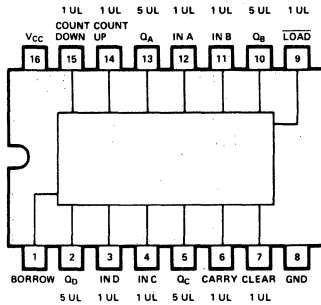 1 UL 1 UL 5 UL 1 UL 1 UL 5 UL 1 UL
COUNT COUNT
VCC DOWN UP QA IN A IN B QB LOAD
16 15 14 13 12 11 10 9
1 2 3 4 5 6 7 8
BORROW QD IN D IN C QC CARRY CLEAR GND
5 UL 1 UL 1 UL 5 UL 1 UL 1 UL